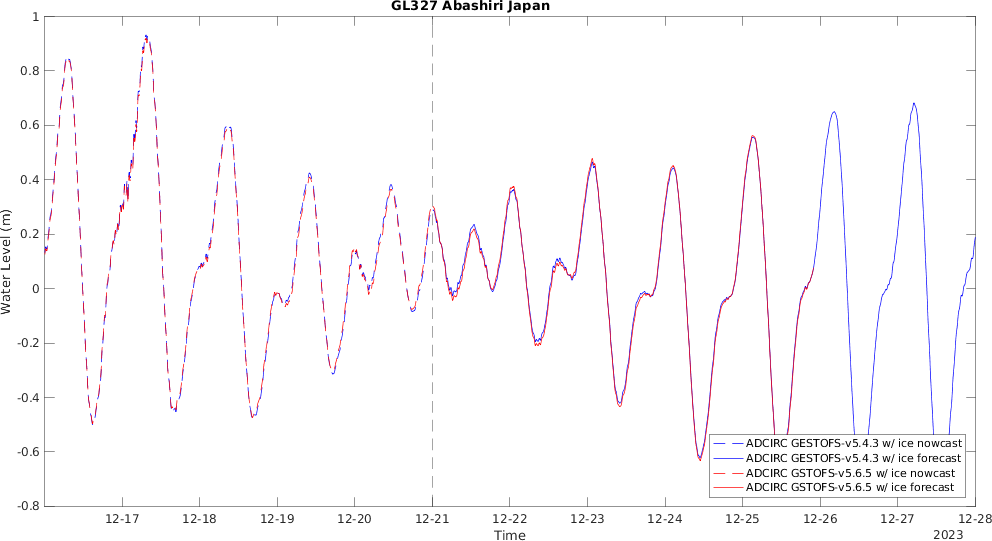 GL327 Abashiri Japan
1
0.8
0.6
0.4
0.2
0
-0.2
-0.4
-0.6
-0.8
Water Level (m)
ADCIRC GESTOFS-v5.4.3 w/ ice nowcast
ADCIRC GESTOFS-v5.4.3 w/ ice forecast
ADCIRC GSTOFS-v5.6.5 w/ ice nowcast
ADCIRC GSTOFS-v5.6.5 w/ ice forecast
12-17 12-18 12-19 12-20 12-21 12-22 12-23 12-24 12-25 12-26 12-27 12-28
Time
2023